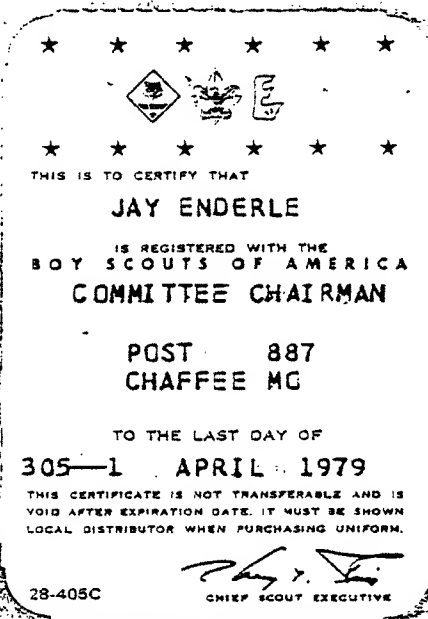 E
THIS IS TO CERTIFY THAT
JAY ENDERLE
IS REGISTERED WITH THE
BOY SCOUTS OF AMERICA
COMMITTEE CHAIRMAN
POST 887
CHAFFEE MO
TO THE LAST DAY OF
305—1 APRIL 1979
THIS CERTIFICATE IS NOT TRANSFERABLE AND IS
VOID AFTER EXPIRATION DATE. IT MUST BE SHOWN
LOCAL DISTRIBUTOR WHEN PURCHASING UNIFORM.
28-405C CHIEF SCOUT EXECUTIVE